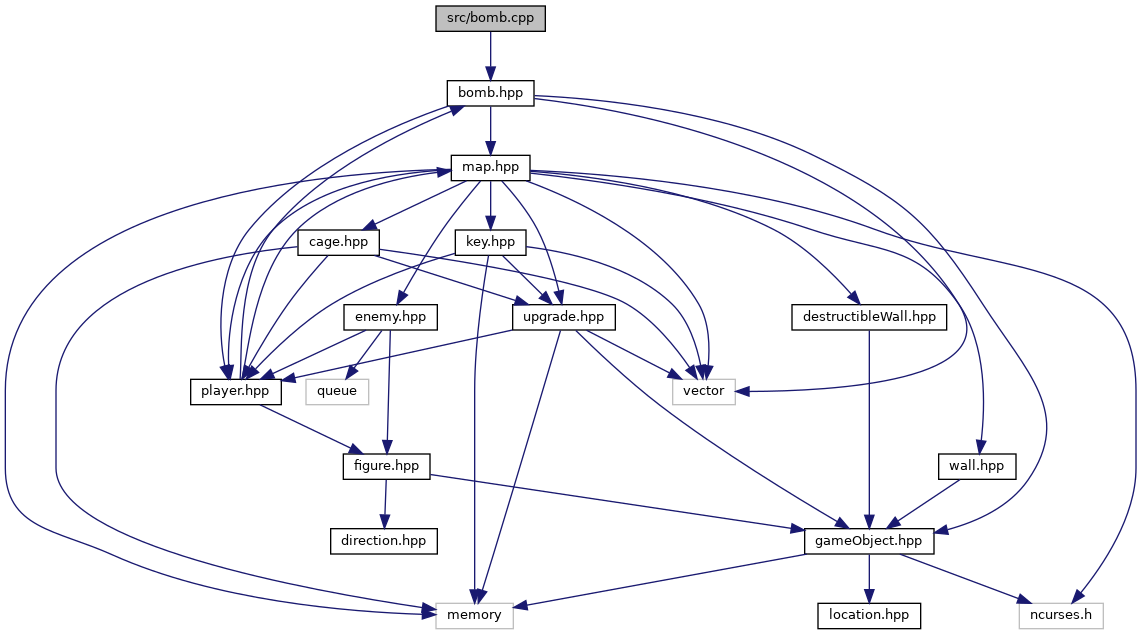 src/bomb.cpp
bomb.hpp
map.hpp
cage.hpp
key.hpp
enemy.hpp
upgrade.hpp
destructibleWall.hpp
player.hpp
queue
vector
figure.hpp
wall.hpp
direction.hpp
gameObject.hpp
memory
location.hpp
ncurses.h